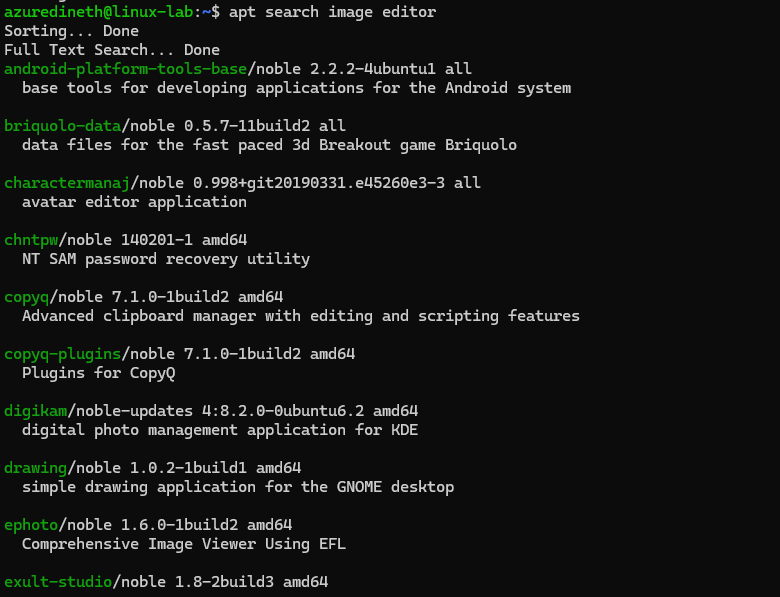 azuredineth@linux-lab:~$ apt search image editor
Sorting... Done
Full Text Search... Done
android-platform-tools-base/noble 2.2.2-4ubuntu1 all
  base tools for developing applications for the Android system

briquolo-data/noble 0.5.7-11build2 all
  data files for the fast paced 3d Breakout game Briquolo

charactermanaj/noble 0.998+git20190331.e45260e3-3 all
  avatar editor application

chntpw/noble 140201-1 amd64
  NT SAM password recovery utility

copyq/noble 7.1.0-1build2 amd64
  Advanced clipboard manager with editing and scripting features

copyq-plugins/noble 7.1.0-1build2 amd64
  Plugins for CopyQ

digikam/noble-updates 4:8.2.0-0ubuntu6.2 amd64
  digital photo management application for KDE

drawing/noble 1.0.2-1build1 amd64
  simple drawing application for the GNOME desktop

ephoto/noble 1.6.0-1build2 amd64
  Comprehensive Image Viewer Using EFL

exult-studio/noble 1.8-2build3 amd64